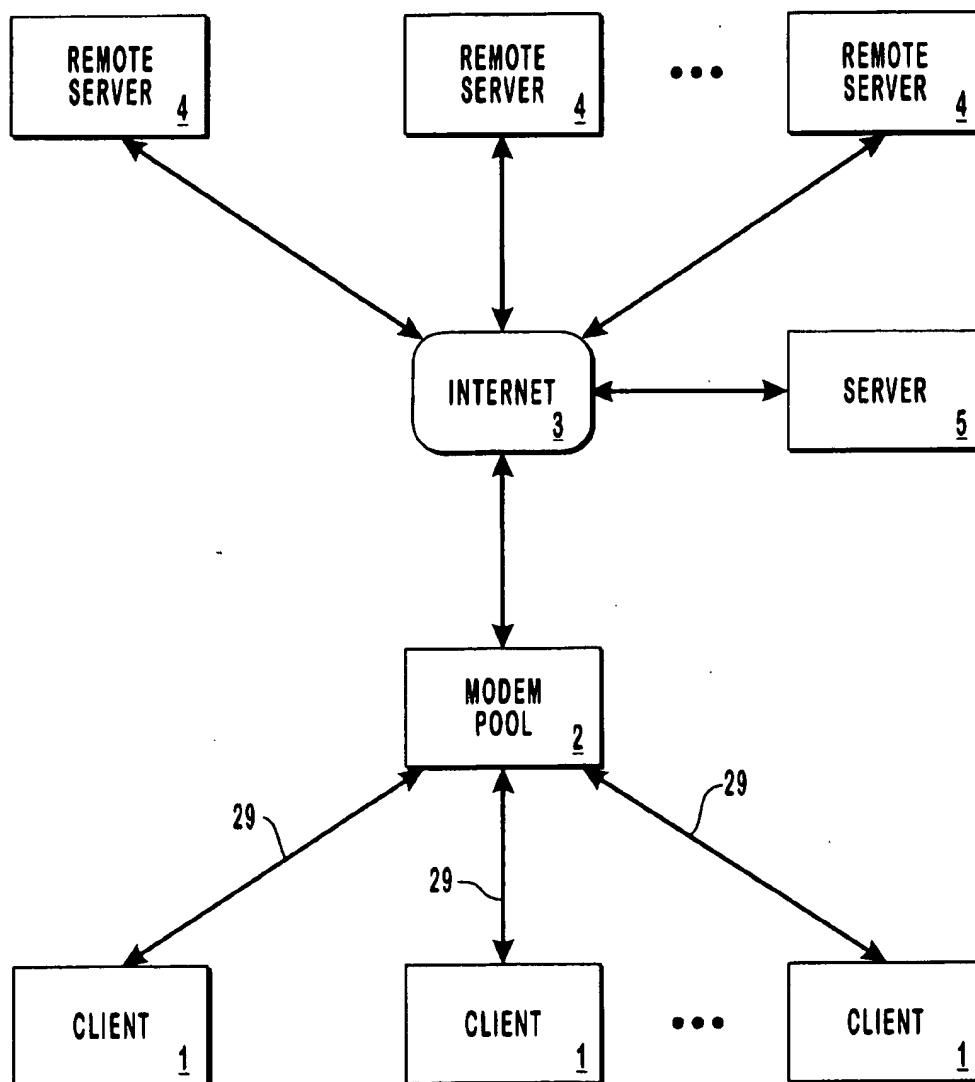 REMOTE
SERVER
4
REMOTE
SERVER
4
REMOTE
SERVER
4
INTERNET
3
SERVER
5
MODEM
POOL
2
29
29
29
CLIENT
1
CLIENT
1
CLIENT
1